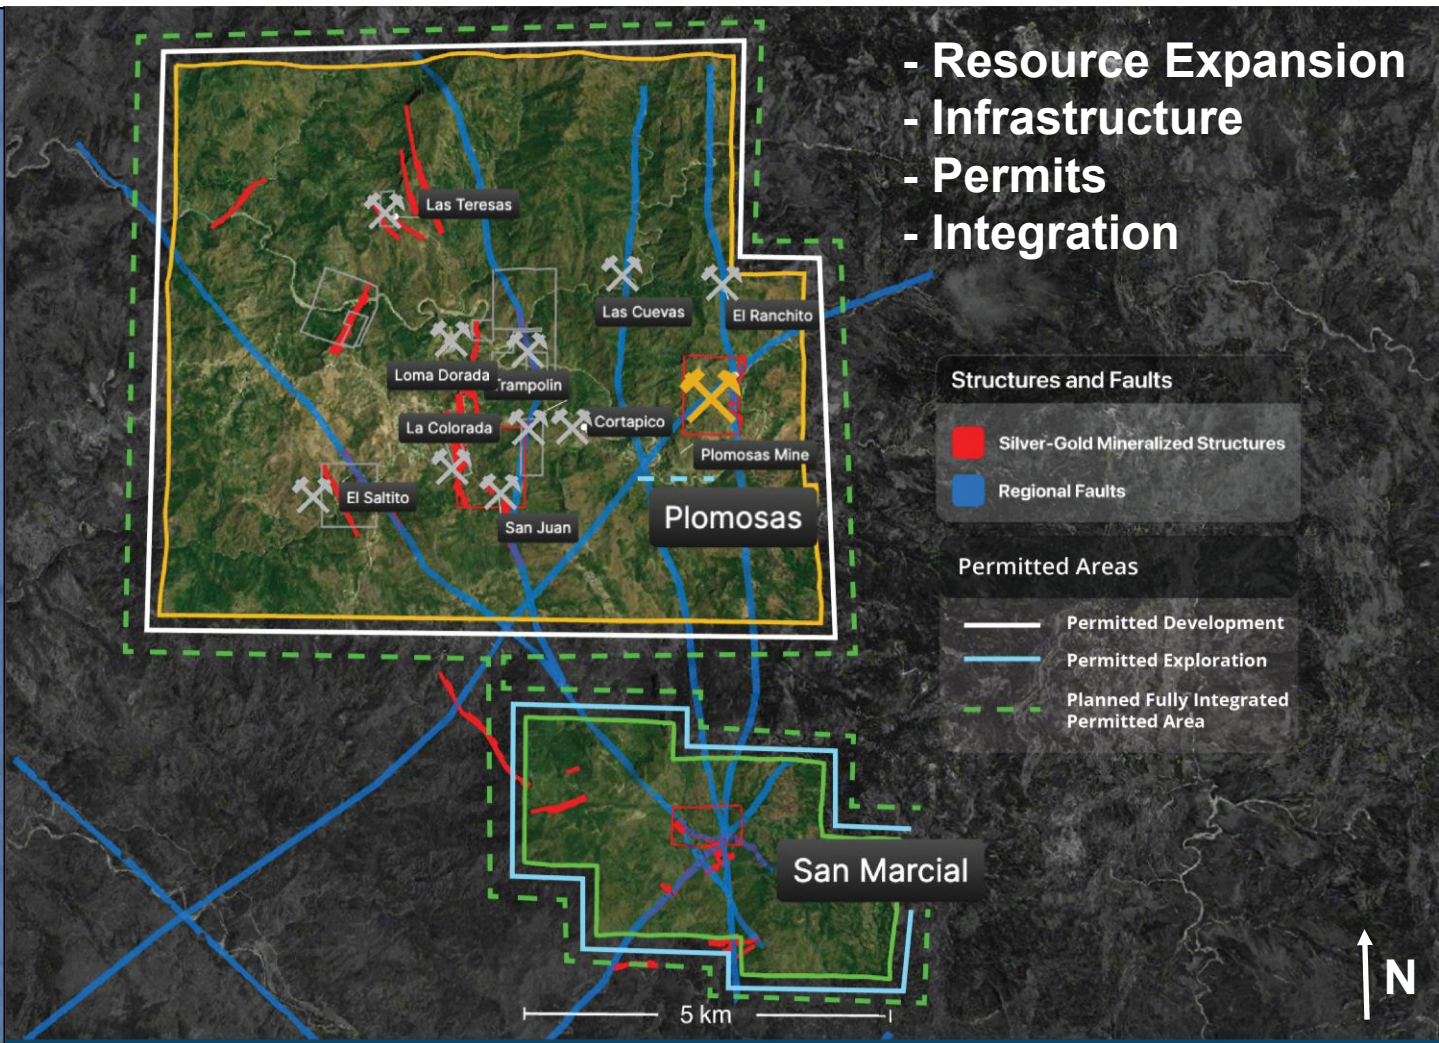 - Resource Expansion
- Infrastructure
- Permits
- Integration
Las Teresas
Las Cuevas
El Ranchito
Loma Dorada
Trampolin
La Colorada
Cortapico
Plomosas Mine
El Saltito
San Juan
Plomosas
Structures and Faults
Silver-Gold Mineralized Structures
Regional Faults
Permitted Areas
Permitted Development
Permitted Exploration
Planned Fully Integrated
Permitted Area
San Marcial
5 km
N